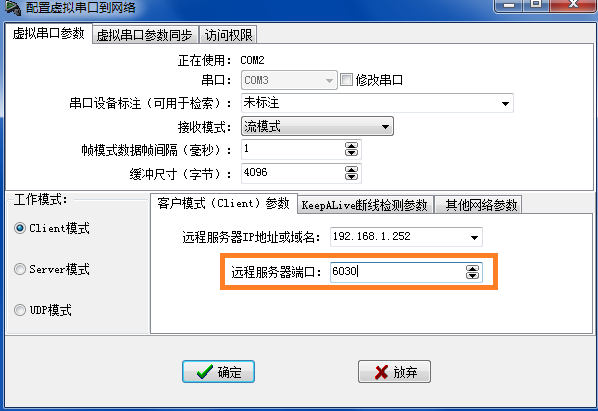 配置虚拟串口到网络
虚拟串口参数 虚拟串口参数同步 访问权限
正在使用: COM2
串口: COM3 修改串口
串口设备标注(可用于检索): 未标注
接收模式: 流模式
帧模式数据帧间隔(毫秒): 1
缓冲尺寸(字节): 4096
工作模式:
客户模式(Client)参数 KeepALive断线检测参数 其他网络参数
Client模式
远程服务器IP地址或域名: 192.168.1.252
Server模式
远程服务器端口: 6030
UDP模式
确定 放弃